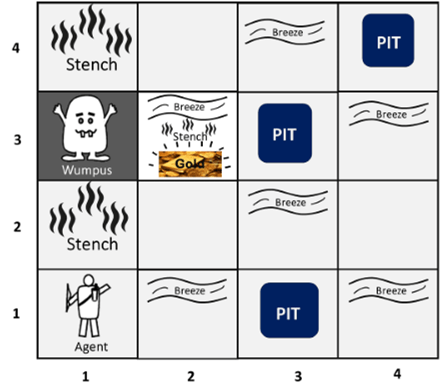 4
Stench
Breeze
PIT
3
Wumpus
Breeze
Stench
Gold
PIT
Breeze
2
Stench
Breeze
1
Agent
Breeze
PIT
Breeze
1 2 3 4